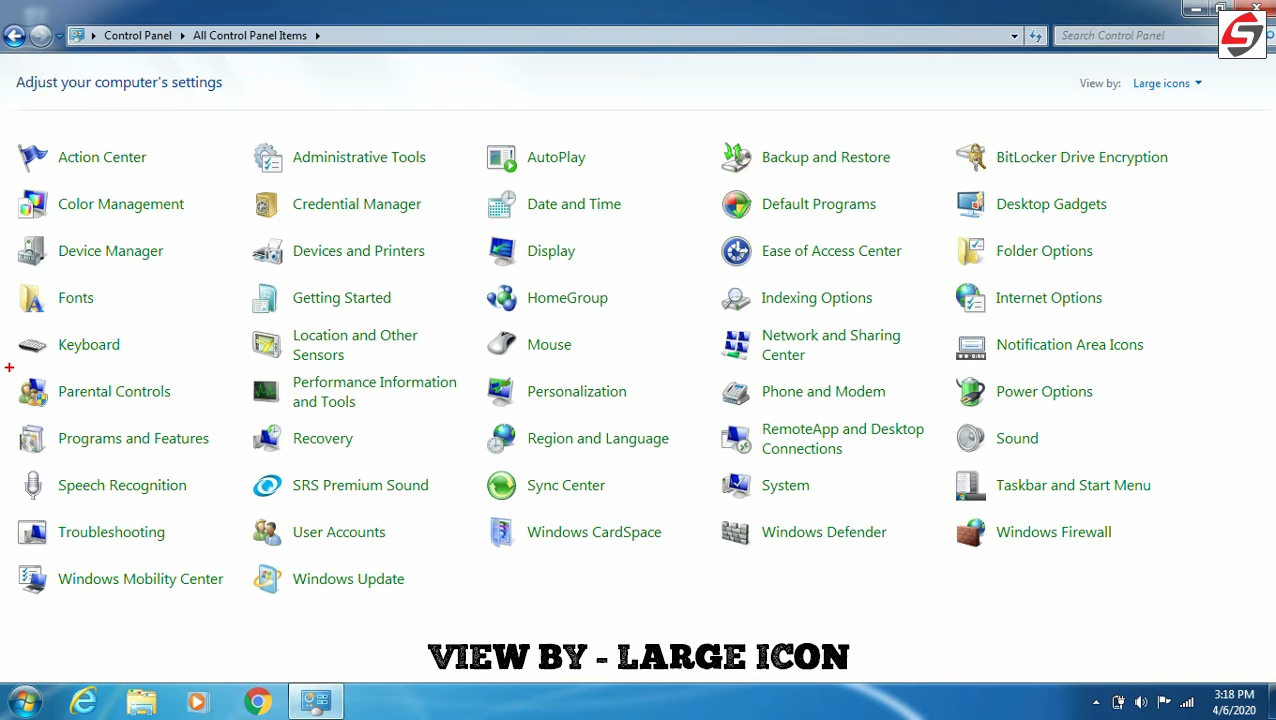 Control Panel
All Control Panel Items
Search Control Panel
Adjust your computer's settings
View by:
Large icons
Action Center
Administrative Tools
AutoPlay
Backup and Restore
BitLocker Drive Encryption
Color Management
Credential Manager
Date and Time
Default Programs
Desktop Gadgets
Device Manager
Devices and Printers
Display
Ease of Access Center
Folder Options
Fonts
Getting Started
HomeGroup
Indexing Options
Internet Options
Keyboard
Location and Other
Sensors
Mouse
Network and Sharing
Center
Notification Area Icons
Parental Controls
Performance Information
and Tools
Personalization
Phone and Modem
Power Options
Programs and Features
Recovery
Region and Language
RemoteApp and Desktop
Connections
Sound
Speech Recognition
SRS Premium Sound
Sync Center
System
Taskbar and Start Menu
Troubleshooting
User Accounts
Windows CardSpace
Windows Defender
Windows Firewall
Windows Mobility Center
Windows Update
VIEW BY - LARGE ICON
3:18 PM
4/6/2020